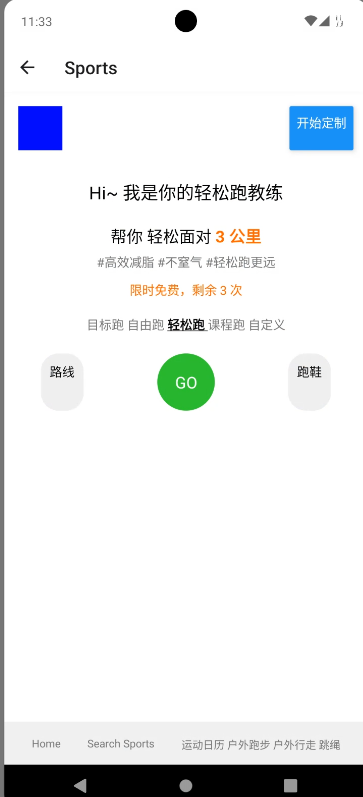 11:33
Sports
开始定制
Hi~ 我是你的轻松跑教练
帮你 轻松面对 3 公里
#高效减脂 #不窒气 #轻松跑更远
限时免费，剩余 3 次
目标跑 自由跑 轻松跑 课程跑 自定义
路线 GO 跑鞋
Home Search Sports 运动日历 户外跑步 户外行走 跳绳